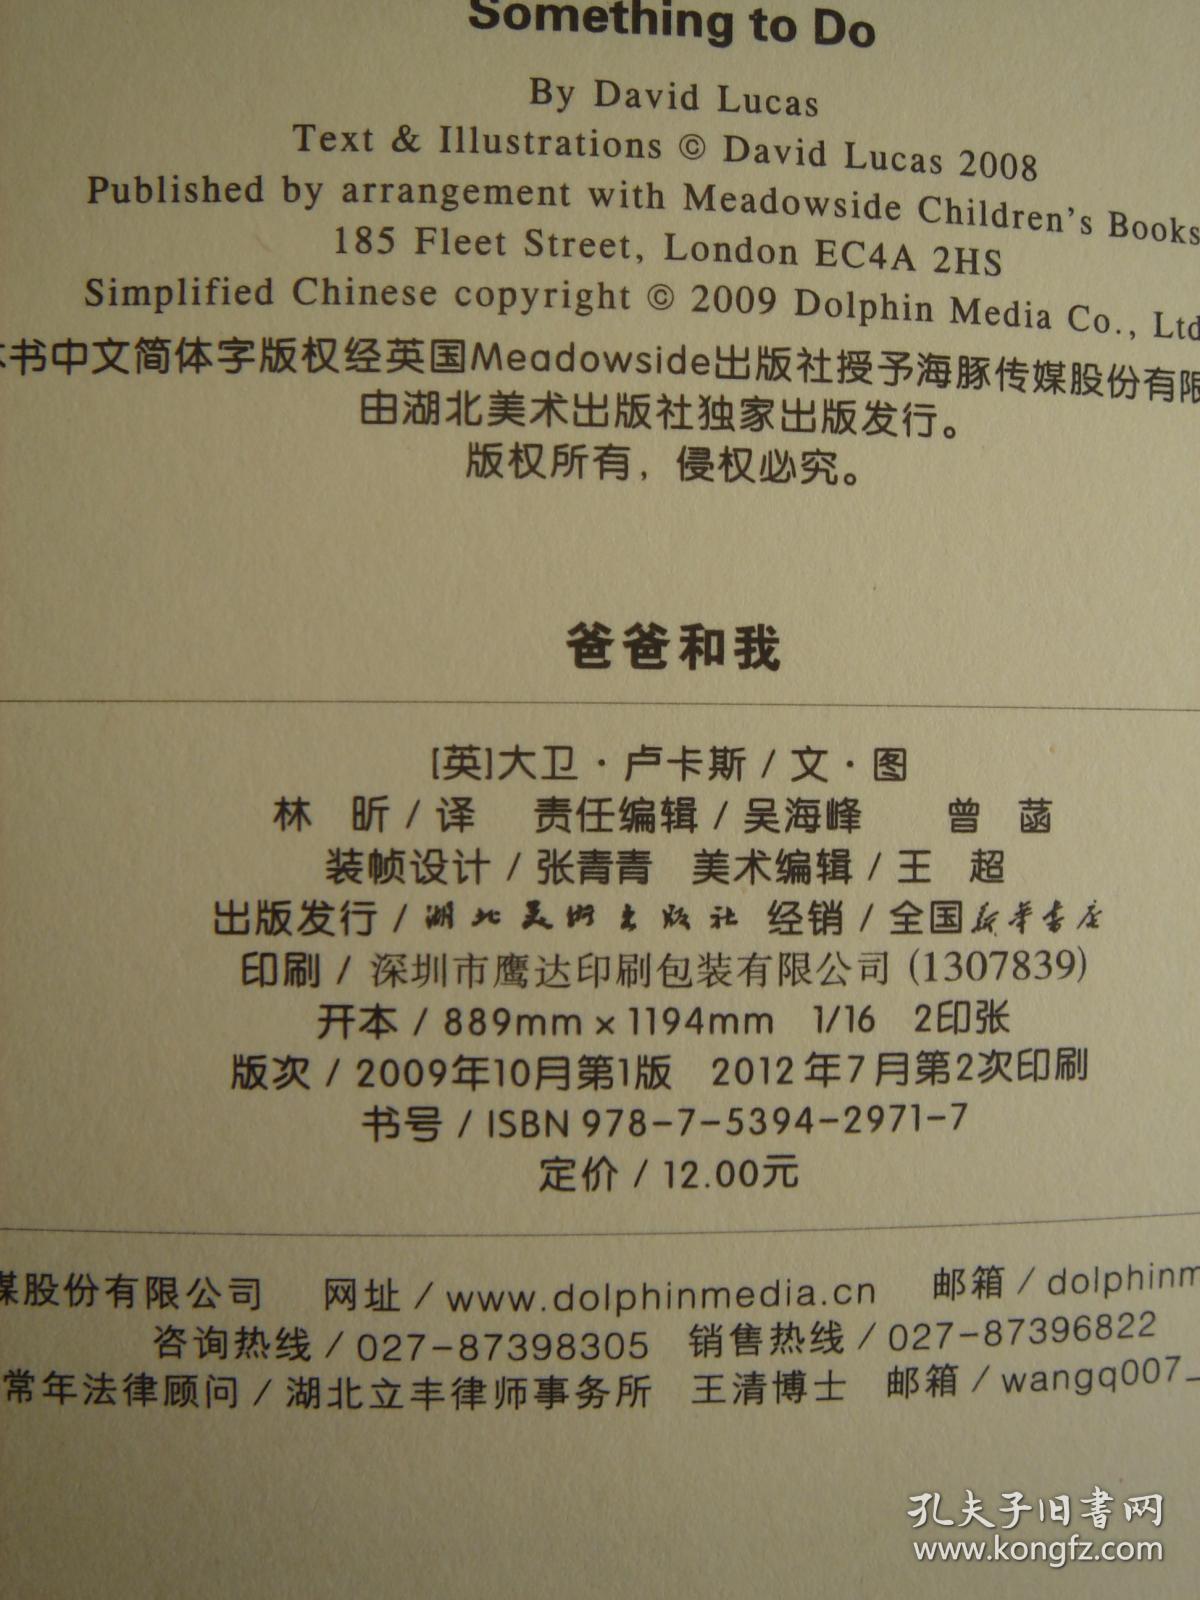 Something to Do
By David Lucas
Text & Illustrations © David Lucas 2008
Published by arrangement with Meadowside Children's Books
185 Fleet Street, London EC4A 2HS
Simplified Chinese copyright © 2009 Dolphin Media Co., Ltd
本书中文简体字版权经英国Meadowside出版社授予海豚传媒股份有限
由湖北美术出版社独家出版发行。
版权所有，侵权必究。
爸爸和我
[英]大卫·卢卡斯/文·图
林 昕/译 责任编辑/吴海峰 曾 菡
装帧设计/张青青 美术编辑/王 超
出版发行/湖北美术出版社 经销/全国新华书店
印刷/深圳市鹰达印刷包装有限公司(1307839)
开本/889mm×1194mm 1/16 2印张
版次/2009年10月第1版 2012年7月第2次印刷
书号/ISBN 978-7-5394-2971-7
定价/12.00元
媒股份有限公司 网址/www.dolphinmedia.cn 邮箱/dolphinm
咨询热线/027-87398305 销售热线/027-87396822
常年法律顾问/湖北立丰律师事务所 王清博士 邮箱/wangq007_
孔夫子旧书网
www.kongfz.com